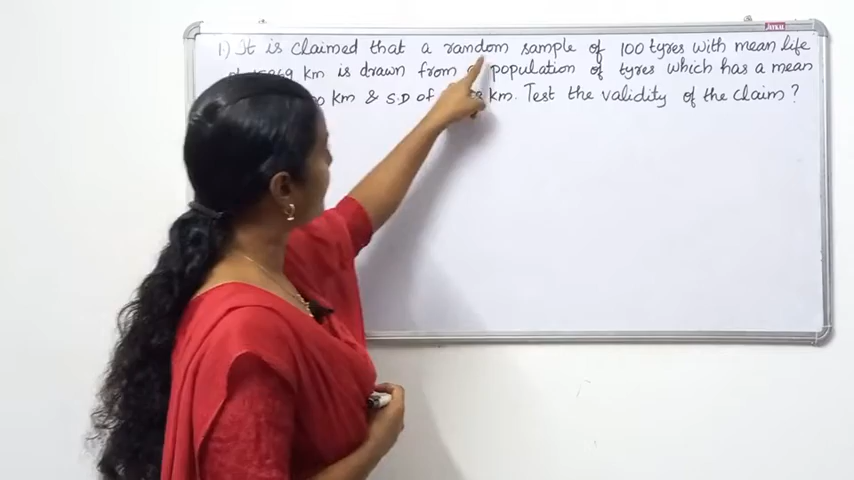 1.) It is claimed that a random sample of 100 tyres with mean life
km is drawn from population of tyres which has a mean
km & S.D of km. Test the validity of the claim?